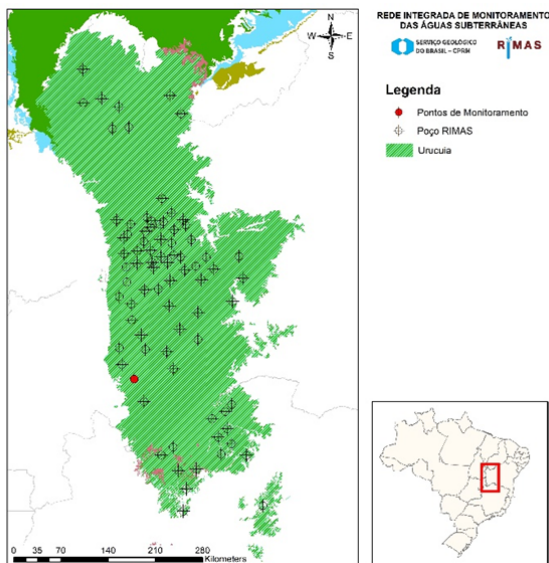 REDE INTEGRADA DE MONITORAMENTO
DAS ÁGUAS SUBTERRÂNEAS
SERVIÇO GEOLÓGICO
DO BRASIL – CPRM
RIMAS
Legenda
Pontos de Monitoramento
Poço RIMAS
Urucuia
N
W E
S
0 35 70 140 210 280
Kilometers